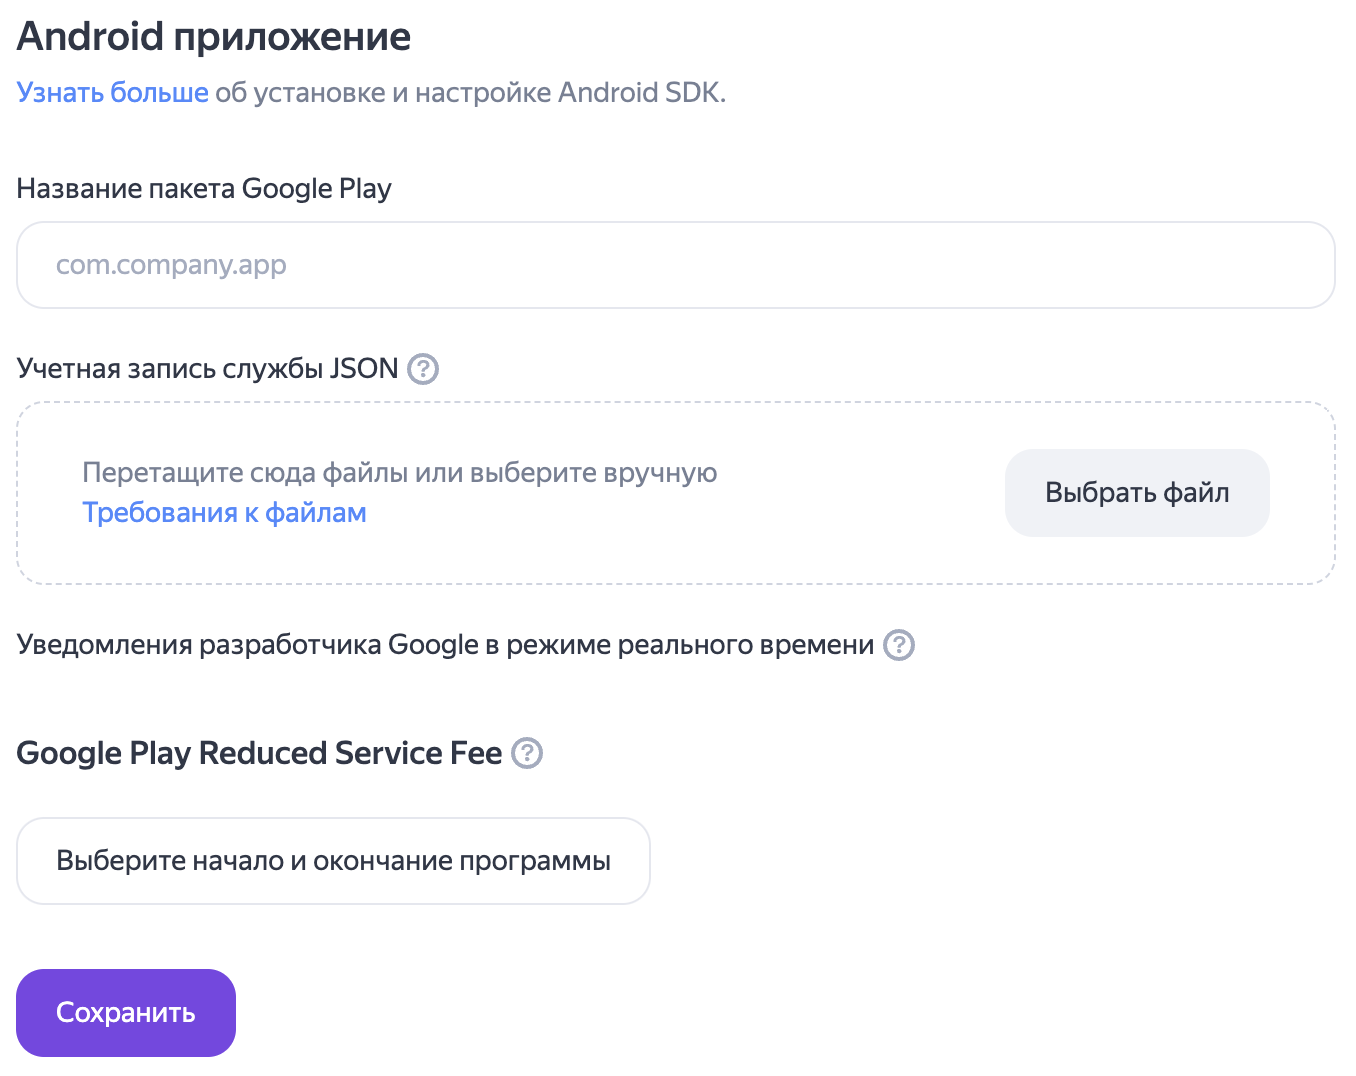 Android приложение
Узнать больше об установке и настройке Android SDK.
Название пакета Google Play
com.company.app
Учетная запись службы JSON ?
Перетащите сюда файлы или выберите вручную
Требования к файлам
Выбрать файл
Уведомления разработчика Google в режиме реального времени ?
Google Play Reduced Service Fee ?
Выберите начало и окончание программы
Сохранить